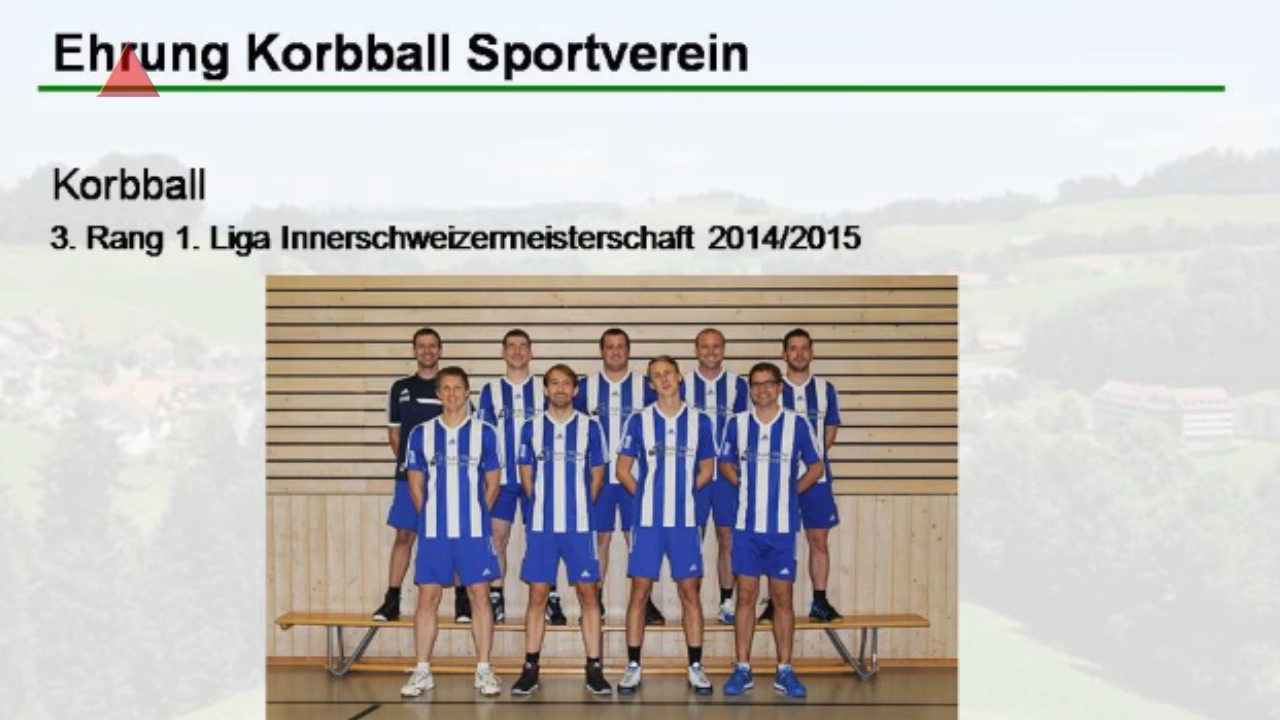 Ehrung Korbball Sportverein
Korbball
3. Rang 1. Liga Innerschweizermeisterschaft 2014/2015